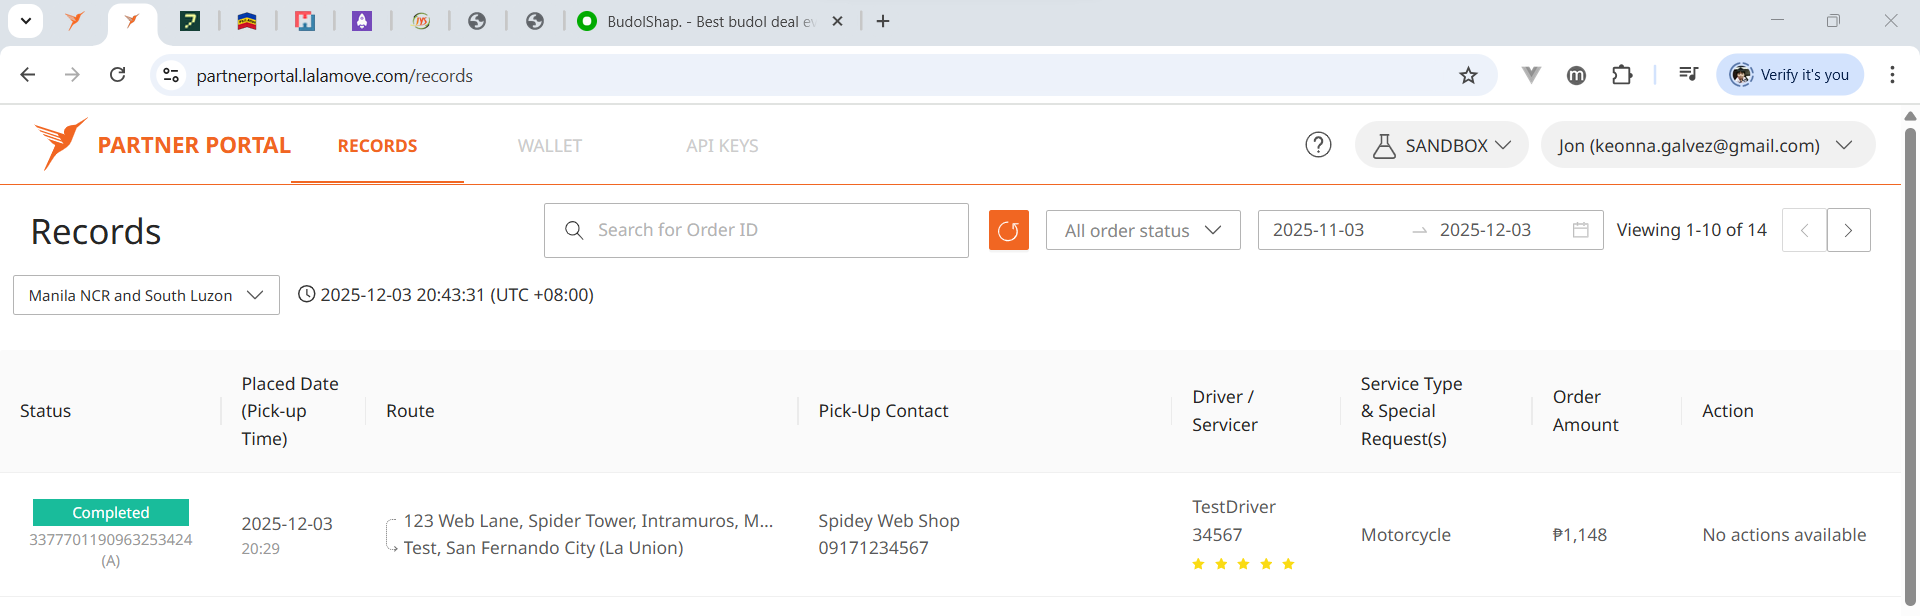 BudolShap. - Best budol deal ev
partnerportal.lalamove.com/records
Verify it's you
PARTNER PORTAL
RECORDS
WALLET
API KEYS
SANDBOX
Jon (keonna.galvez@gmail.com)
Records
Search for Order ID
All order status
2025-11-03
2025-12-03
Viewing 1-10 of 14
Manila NCR and South Luzon
2025-12-03 20:43:31 (UTC +08:00)
Status
Placed Date
(Pick-up
Time)
Route
Pick-Up Contact
Driver /
Servicer
Service Type
& Special
Request(s)
Order
Amount
Action
Completed
3377701190963253424
(A)
2025-12-03
20:29
123 Web Lane, Spider Tower, Intramuros, M...
Test, San Fernando City (La Union)
Spidey Web Shop
09171234567
TestDriver
34567
Motorcycle
₱1,148
No actions available